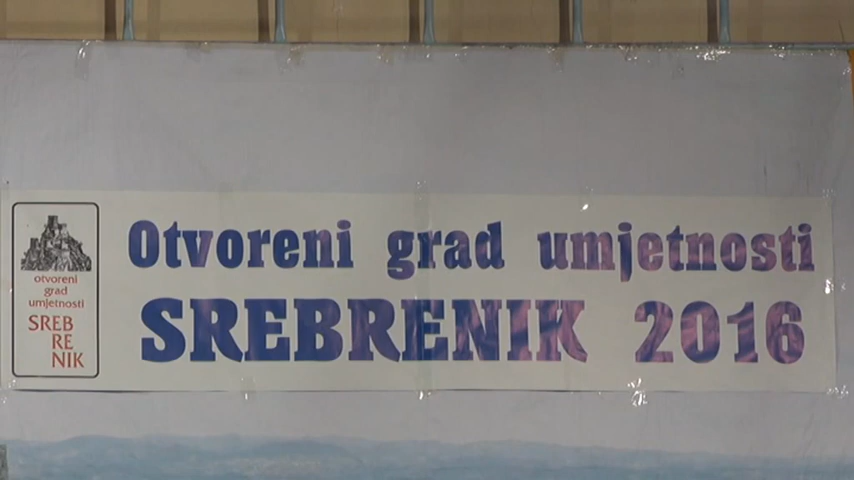 Otvoreni grad umjetnosti
SREBRENIK 2016
otvoreni
grad
umjetnosti
SREB
RE
NIK